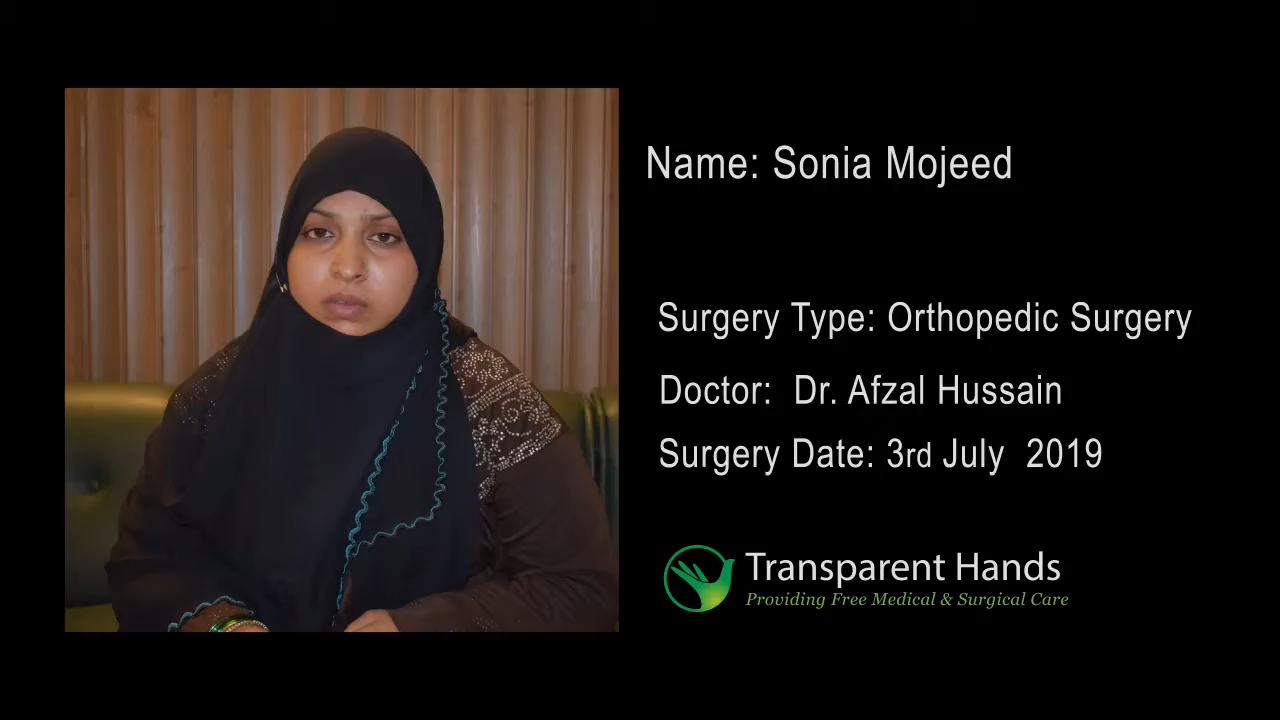 Name: Sonia Mojeed
Surgery Type: Orthopedic Surgery
Doctor: Dr. Afzal Hussain
Surgery Date: 3rd July 2019
Transparent Hands
Providing Free Medical & Surgical Care